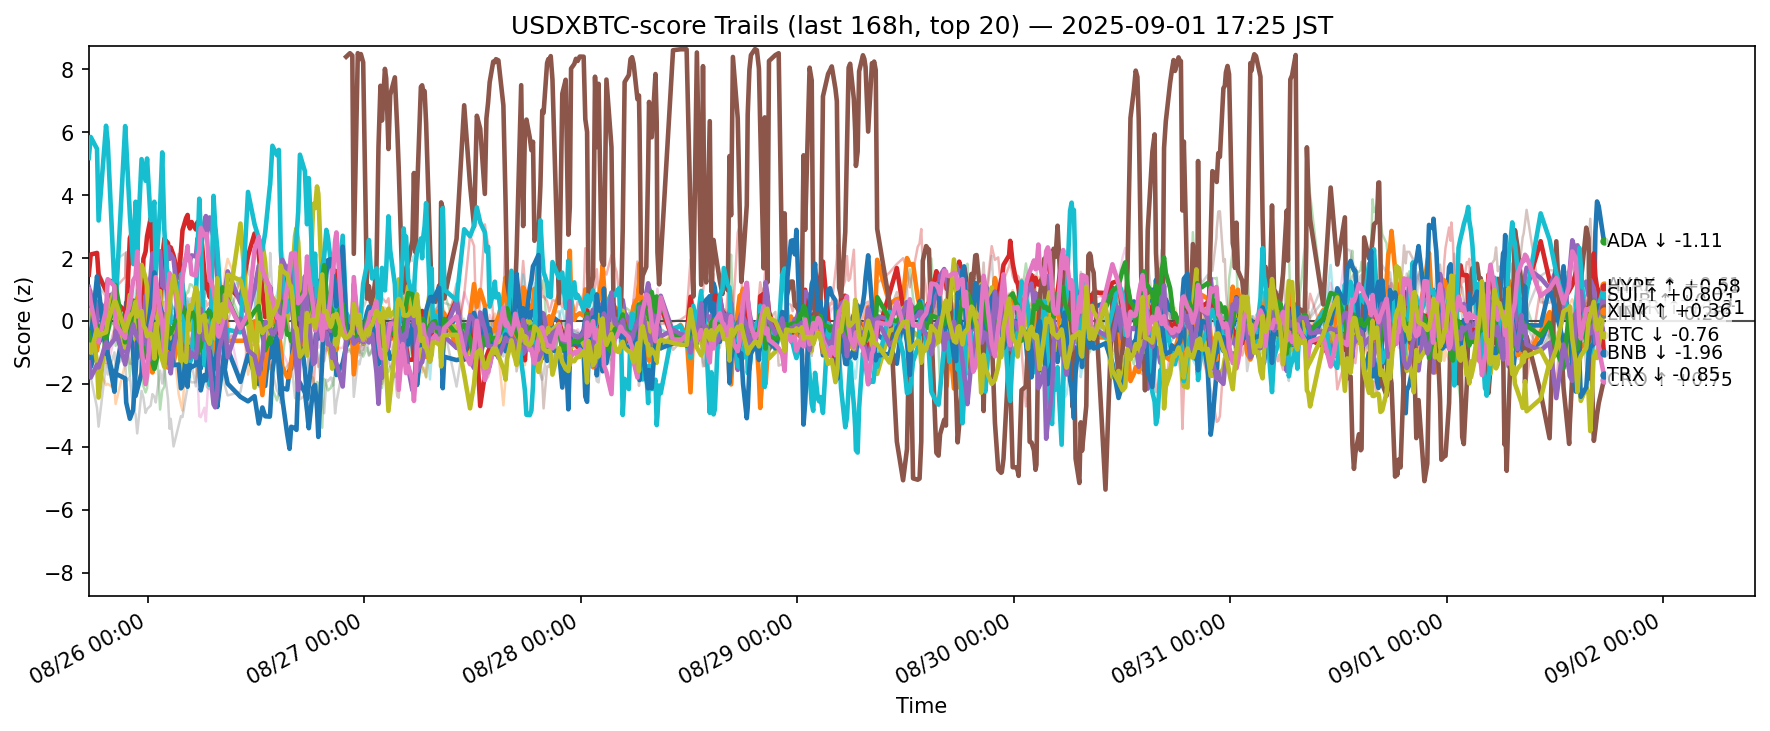 USDXBTC-score Trails (last 168h, top 20) — 2025-09-01 17:25 JST
Score (z)
8
6
4
2
0
−2
−4
−6
−8
ADA ↓ -1.11
SUI ↑ +0.80
XLM ↑ +0.36
BTC ↓ -0.76
BNB ↓ -1.96
TRX ↓ -0.85
08/26 00:00
08/27 00:00
08/28 00:00
08/29 00:00
08/30 00:00
08/31 00:00
09/01 00:00
09/02 00:00
Time